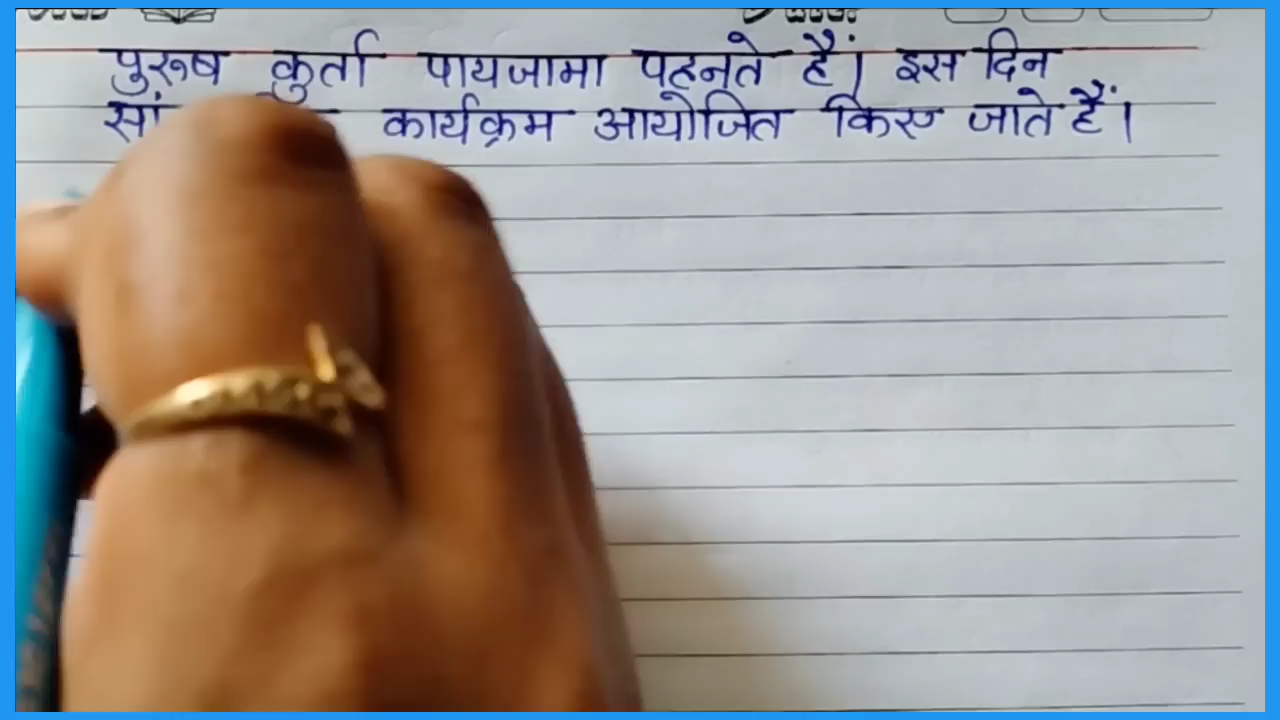 पुरूष कुर्ता पायजामा पहनते हैं। इस दिन
कार्यक्रम आयोजित किए जाते हैं।